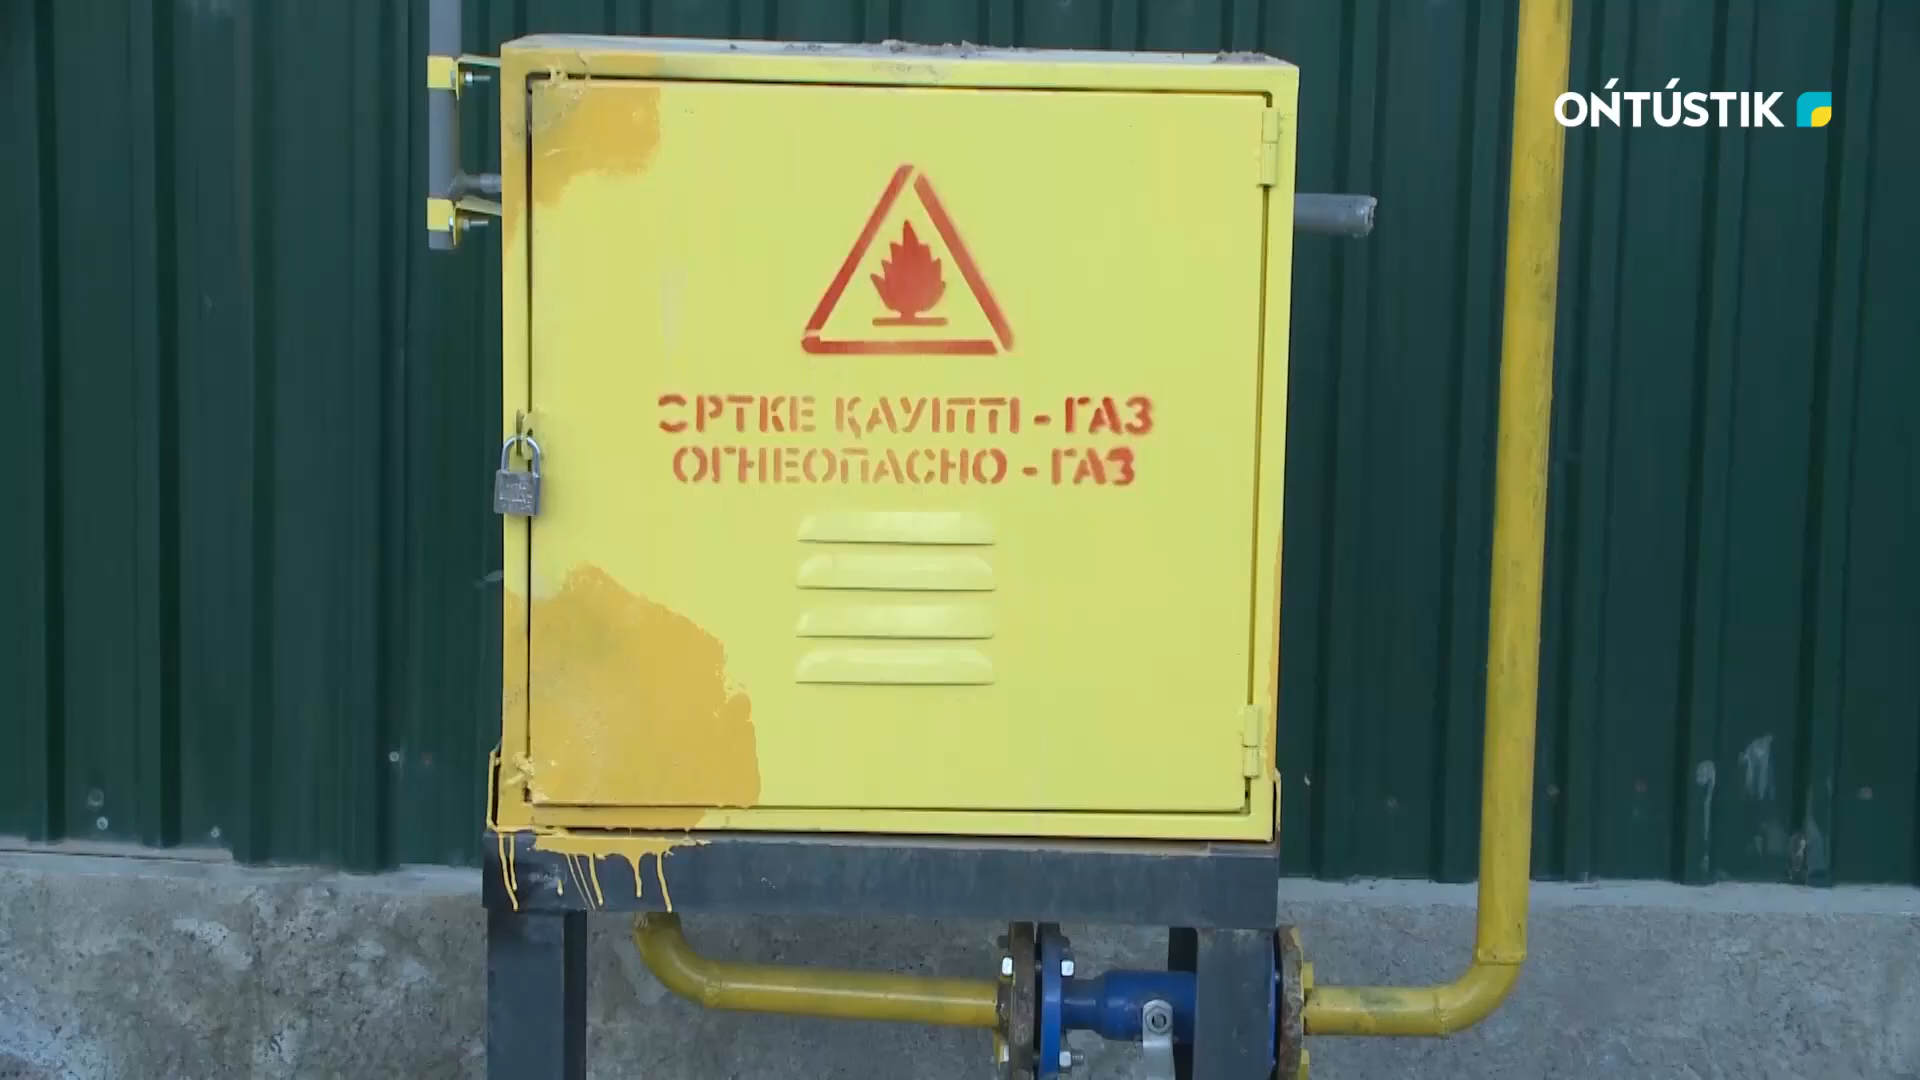 OŃTÚSTIK
ӨРТКЕ ҚАУІПТІ - ГАЗ
ОГНЕОПАСНО - ГАЗ